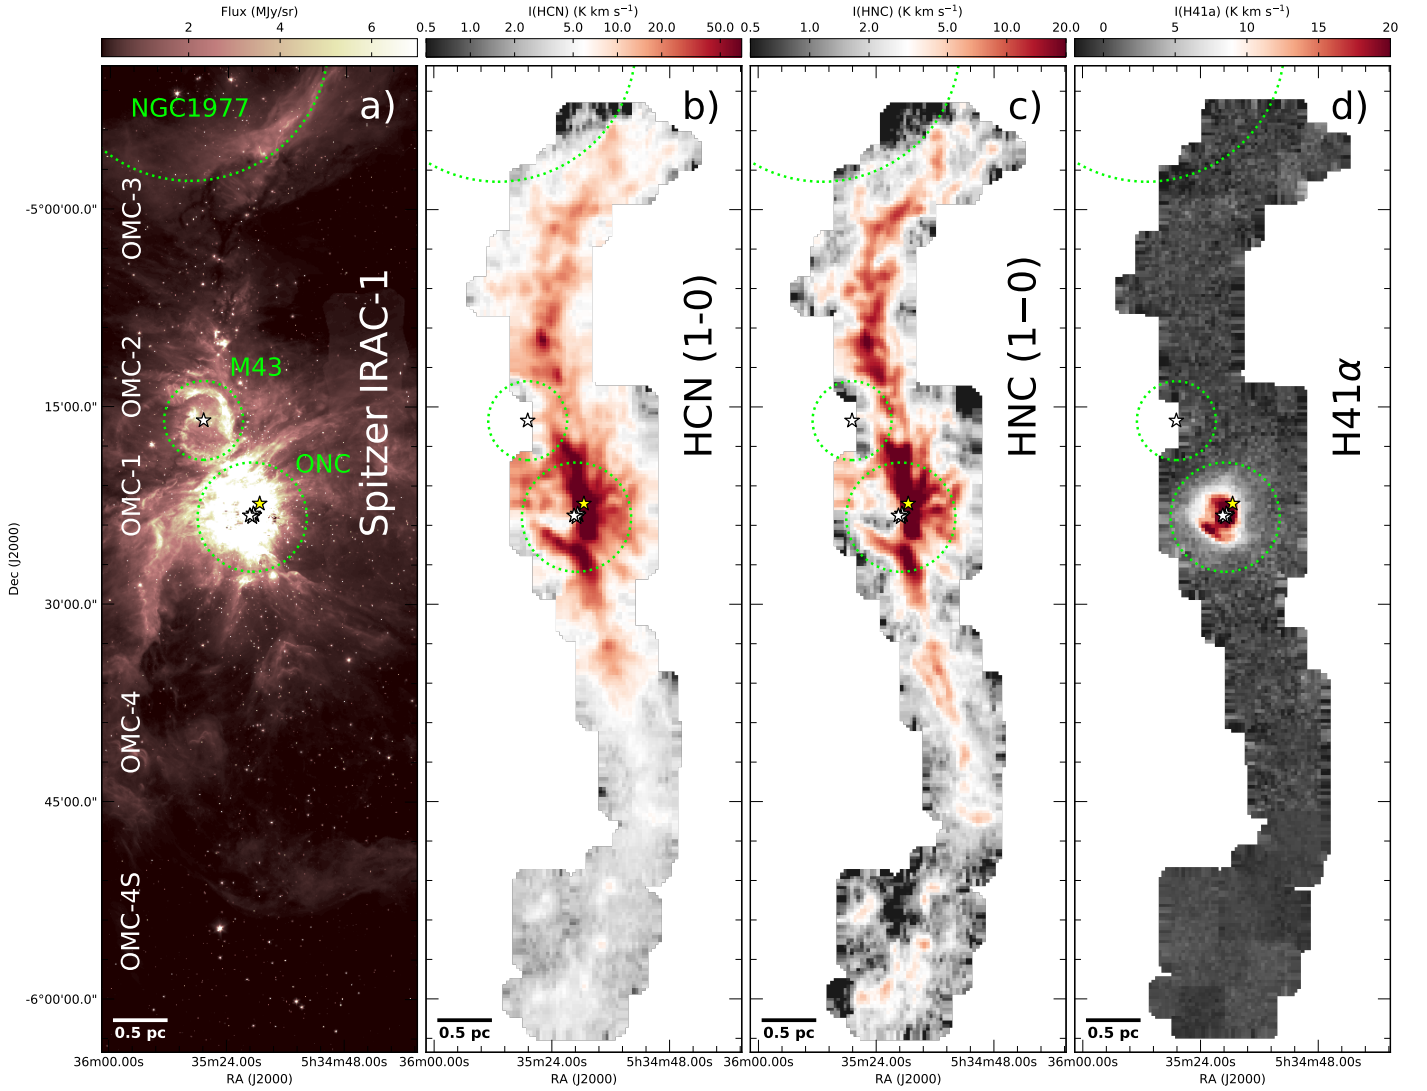 Flux (MJy/sr)
2 4 6
a)
NGC1977
OMC-3
OMC-2
M43
OMC-1
ONC
Spitzer IRAC-1
OMC-4
OMC-4S
0.5 pc
-5°00'00.0"
15'00.0"
30'00.0"
45'00.0"
-6°00'00.0"
Dec (J2000)
36m00.00s 35m24.00s 5h34m48.00s
RA (J2000)
I(HCN) (K km s⁻¹)
0.5 1.0 2.0 5.0 10.0 20.0 50.0
b)
HCN (1-0)
0.5 pc
36m00.00s 35m24.00s 5h34m48.00s
RA (J2000)
I(HNC) (K km s⁻¹)
0.5 1.0 2.0 5.0 10.0 20.0
c)
HNC (1−0)
0.5 pc
36m00.00s 35m24.00s 5h34m48.00s
RA (J2000)
I(H41a) (K km s⁻¹)
0 5 10 15 20
d)
H41α
0.5 pc
36m00.00s 35m24.00s 5h34m48.00s
RA (J2000)